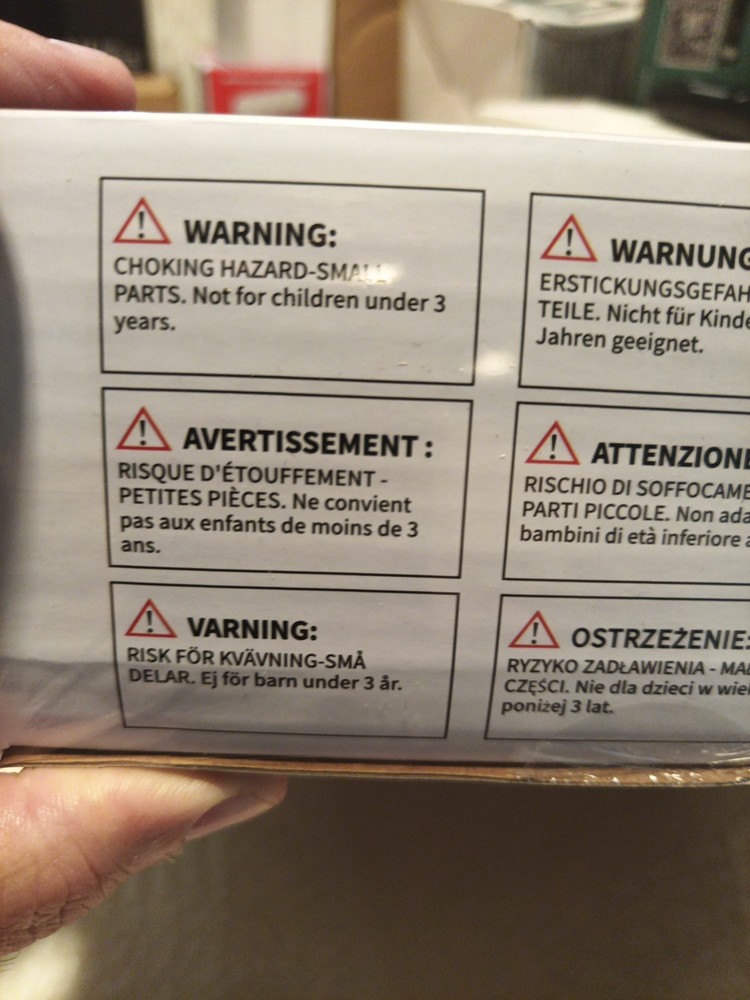 WARNING:
CHOKING HAZARD-SMALL
PARTS. Not for children under 3
years.
WARNUNG
ERSTICKUNGSGEFAH
TEILE. Nicht für Kinde
Jahren geeignet.
AVERTISSEMENT :
RISQUE D'ÉTOUFFEMENT -
PETITES PIÈCES. Ne convient
pas aux enfants de moins de 3
ans.
ATTENZIONE
RISCHIO DI SOFFOCAME
PARTI PICCOLE. Non ada
bambini di età inferiore a
VARNING:
RISK FÖR KVÄVNING-SMÅ
DELAR. Ej för barn under 3 år.
OSTRZEŻENIE:
RYZYKO ZADŁAWIENIA - MAŁ
CZĘŚCI. Nie dla dzieci w wie
poniżej 3 lat.